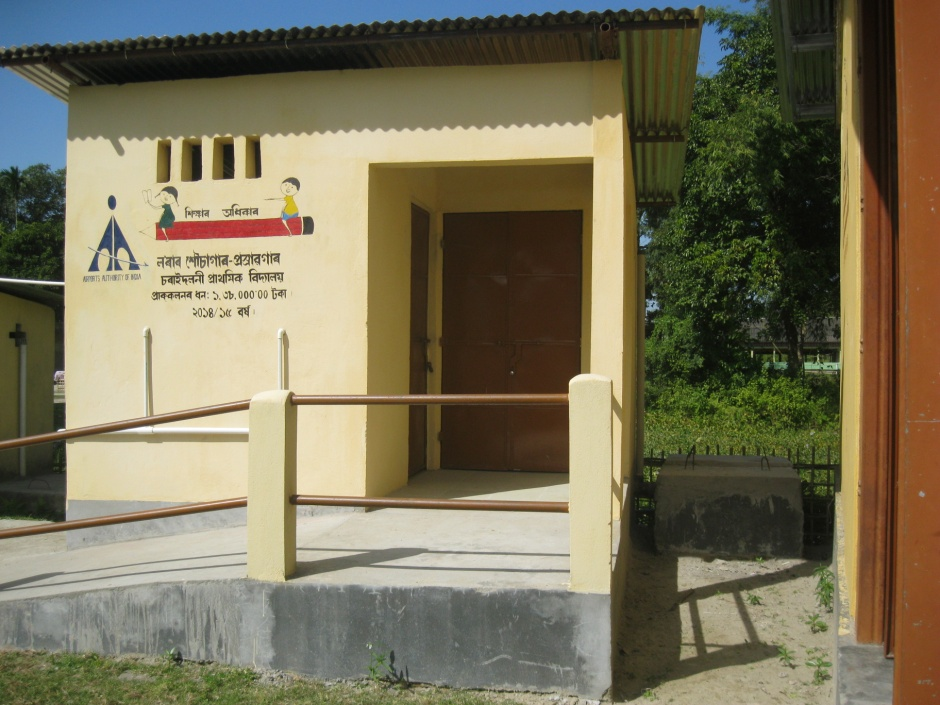 শিক্ষাৰ অধিকাৰ
AIRPORTS AUTHORITY OF INDIA
ল'ৰাৰ শৌচাগাৰ-প্ৰস্ৰাৱগাৰ
চৰাইদলনী প্ৰাথমিক বিদ্যালয়
প্ৰাককলনৰ ধন: ১,৩৮,০০০'০০ টকা
২০১৪/১৫ বৰ্ষ